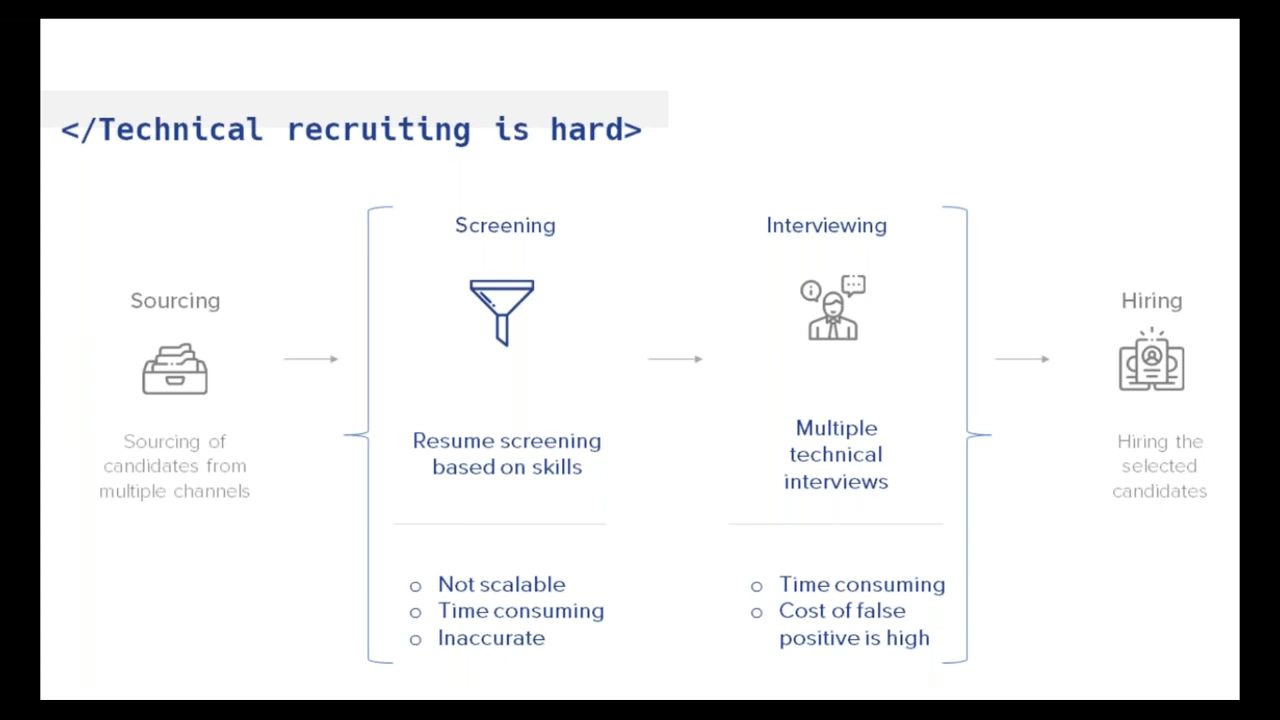 </Technical recruiting is hard>
Sourcing
Sourcing of
candidates from
multiple channels
Screening
Resume screening
based on skills
o Not scalable
o Time consuming
o Inaccurate
Interviewing
Multiple
technical
interviews
o Time consuming
o Cost of false
positive is high
Hiring
Hiring the
selected
candidates